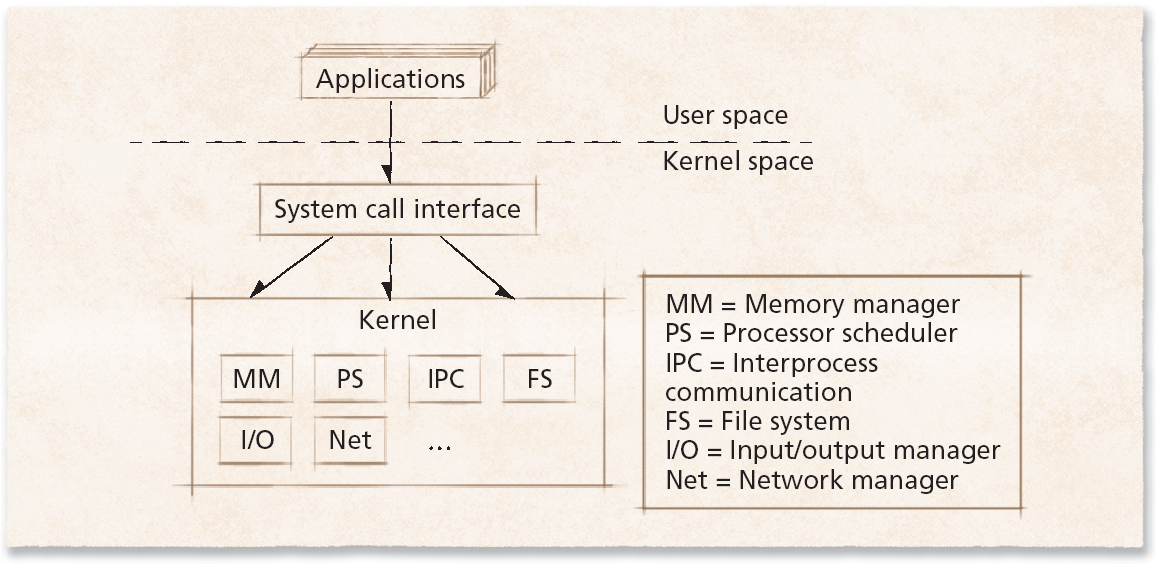 Applications
User space
Kernel space
System call interface
Kernel
MM PS IPC FS
I/O Net ...
MM = Memory manager
PS = Processor scheduler
IPC = Interprocess
communication
FS = File system
I/O = Input/output manager
Net = Network manager